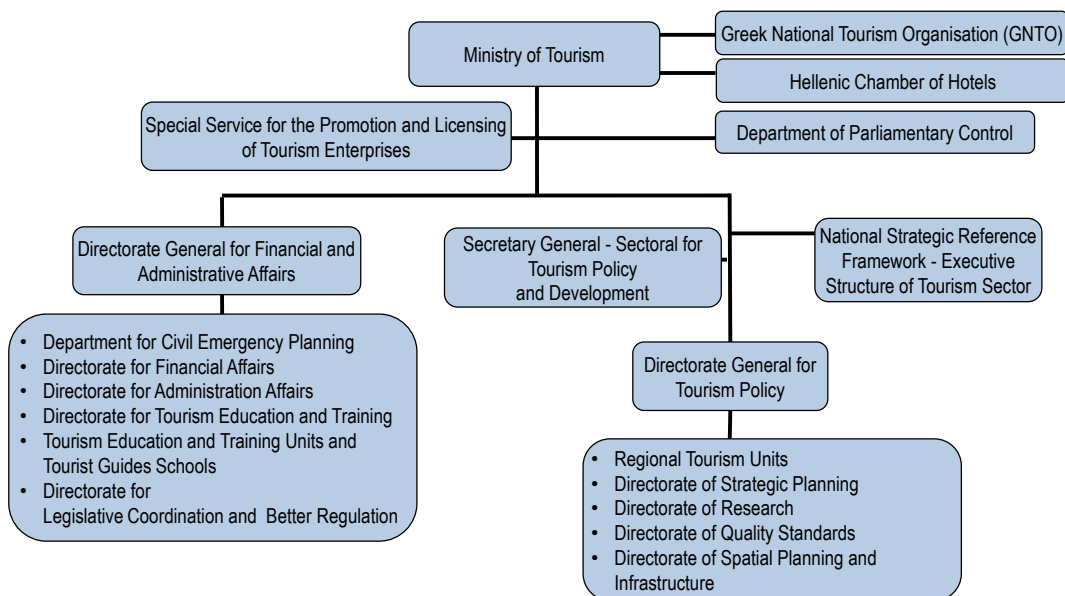 Ministry of Tourism
Greek National Tourism Organisation (GNTO)
Hellenic Chamber of Hotels
Special Service for the Promotion and Licensing
of Tourism Enterprises
Department of Parliamentary Control
Directorate General for Financial and
Administrative Affairs
Secretary General - Sectoral for
Tourism Policy
and Development
National Strategic Reference
Framework - Executive
Structure of Tourism Sector
• Department for Civil Emergency Planning
• Directorate for Financial Affairs
• Directorate for Administration Affairs
• Directorate for Tourism Education and Training
• Tourism Education and Training Units and
Tourist Guides Schools
• Directorate for
Legislative Coordination and Better Regulation
Directorate General for
Tourism Policy
• Regional Tourism Units
• Directorate of Strategic Planning
• Directorate of Research
• Directorate of Quality Standards
• Directorate of Spatial Planning and
Infrastructure